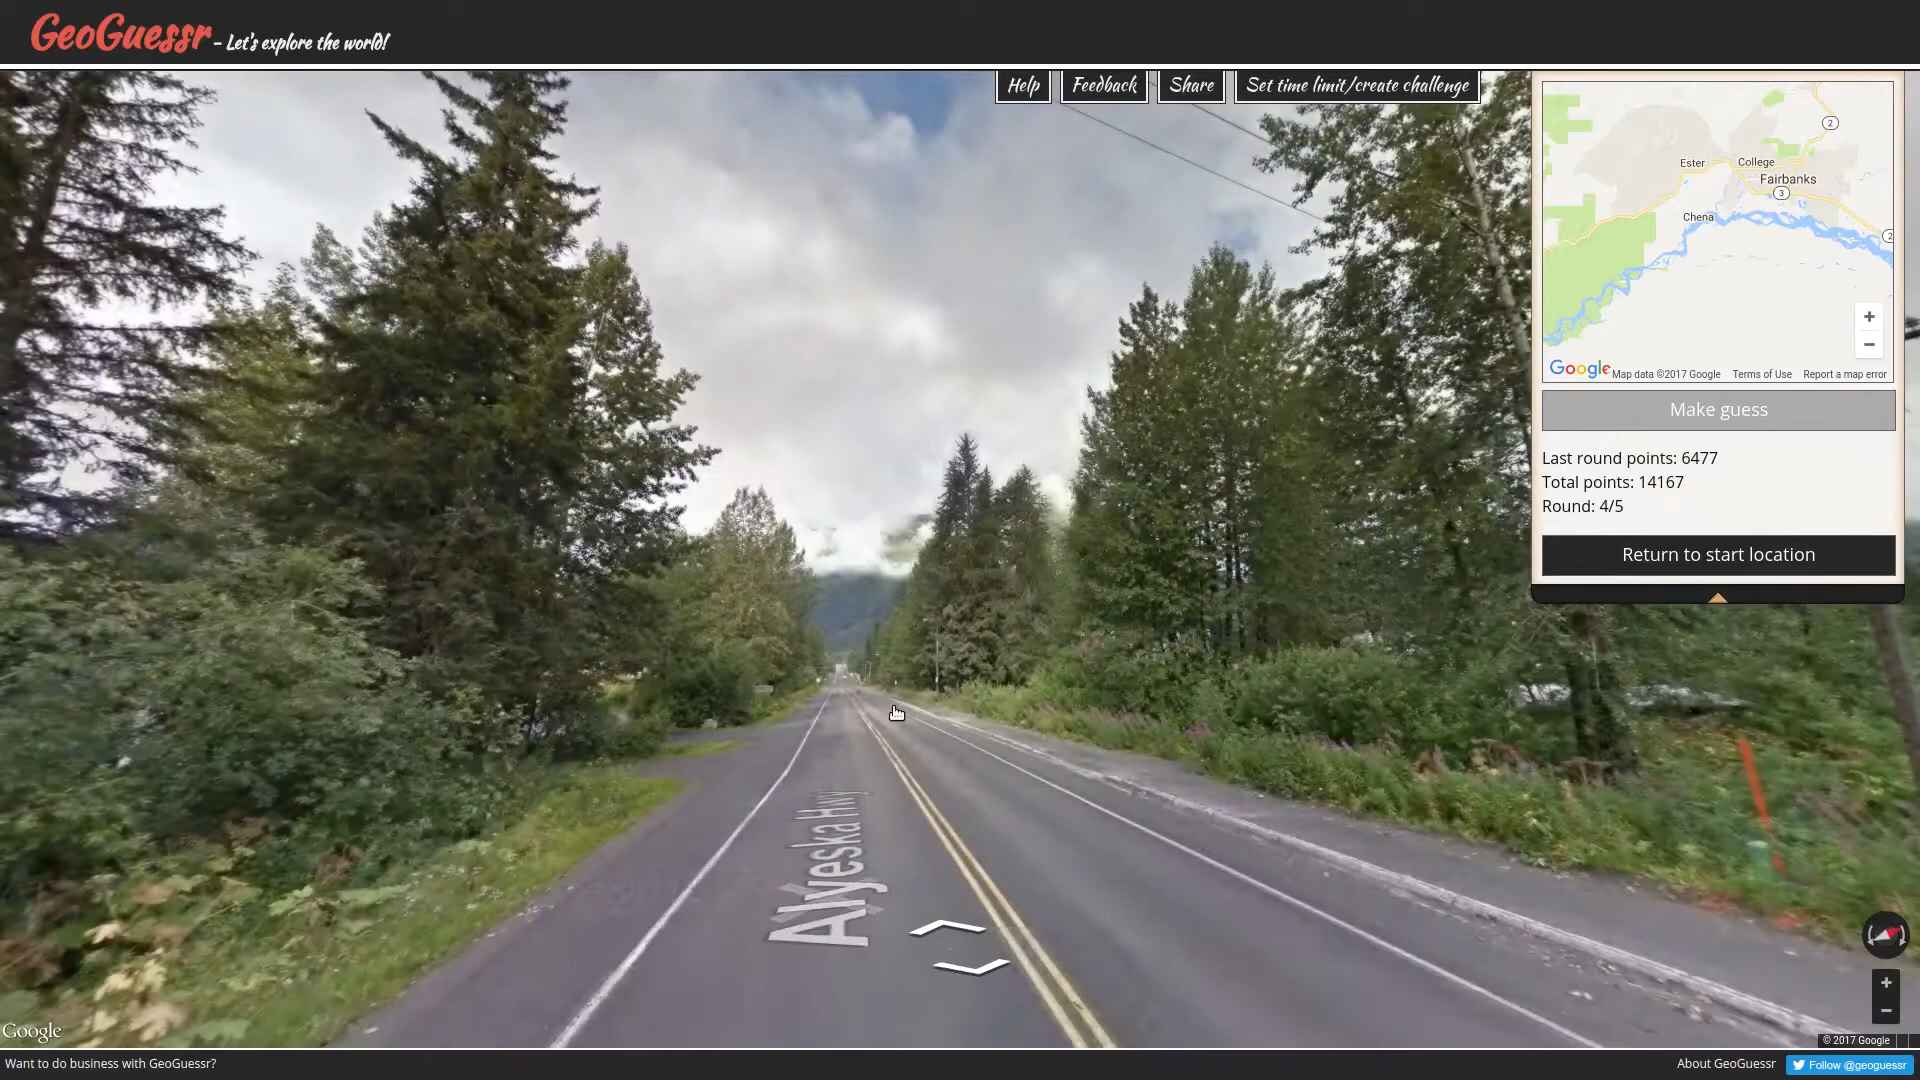 GeoGuessr - Let's explore the world!
Help
Feedback
Share
Set time limit/create challenge
2
Ester
College
Fairbanks
3
Chena
2
+
−
Google
Map data ©2017 Google
Terms of Use
Report a map error
Make guess
Last round points: 6477
Total points: 14167
Round: 4/5
Return to start location
Alyeska Hwy
+
−
Google
© 2017 Google
Want to do business with GeoGuessr?
About GeoGuessr
Follow @geoguessr